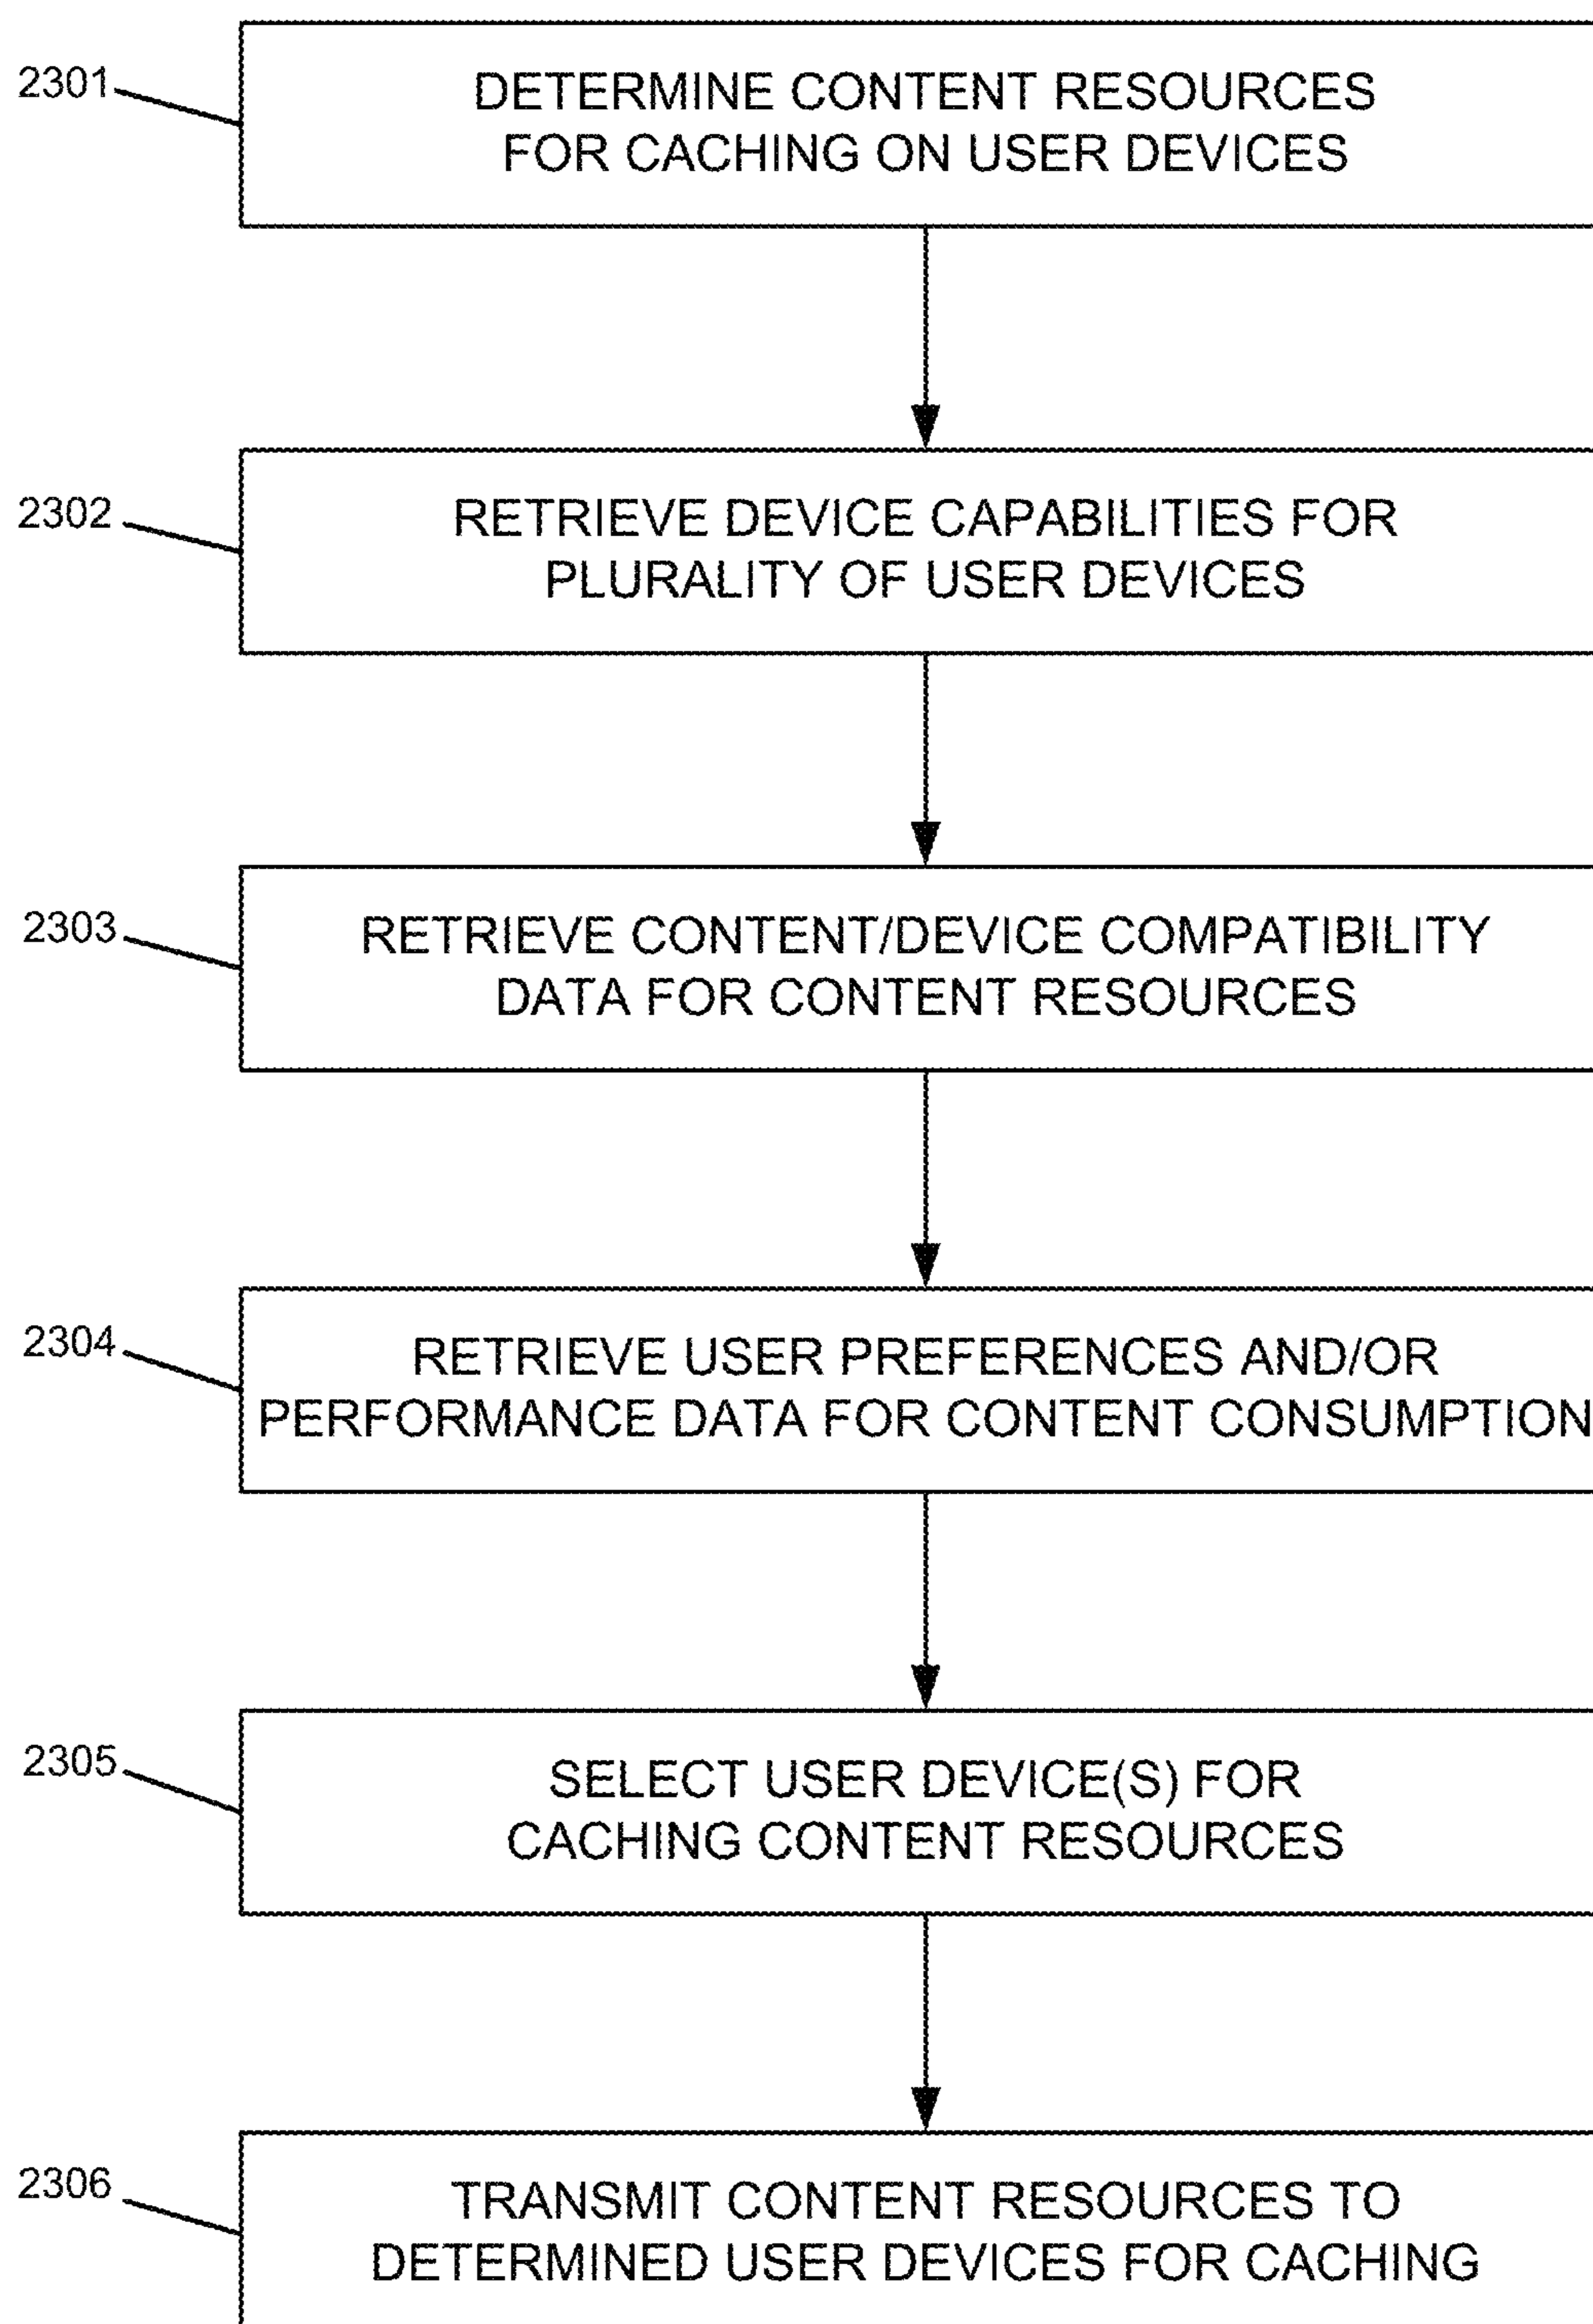 2301
DETERMINE CONTENT RESOURCES
FOR CACHING ON USER DEVICES
2302
RETRIEVE DEVICE CAPABILITIES FOR
PLURALITY OF USER DEVICES
2303
RETRIEVE CONTENT/DEVICE COMPATIBILITY
DATA FOR CONTENT RESOURCES
2304
RETRIEVE USER PREFERENCES AND/OR
PERFORMANCE DATA FOR CONTENT CONSUMPTION
2305
SELECT USER DEVICE(S) FOR
CACHING CONTENT RESOURCES
2306
TRANSMIT CONTENT RESOURCES TO
DETERMINED USER DEVICES FOR CACHING